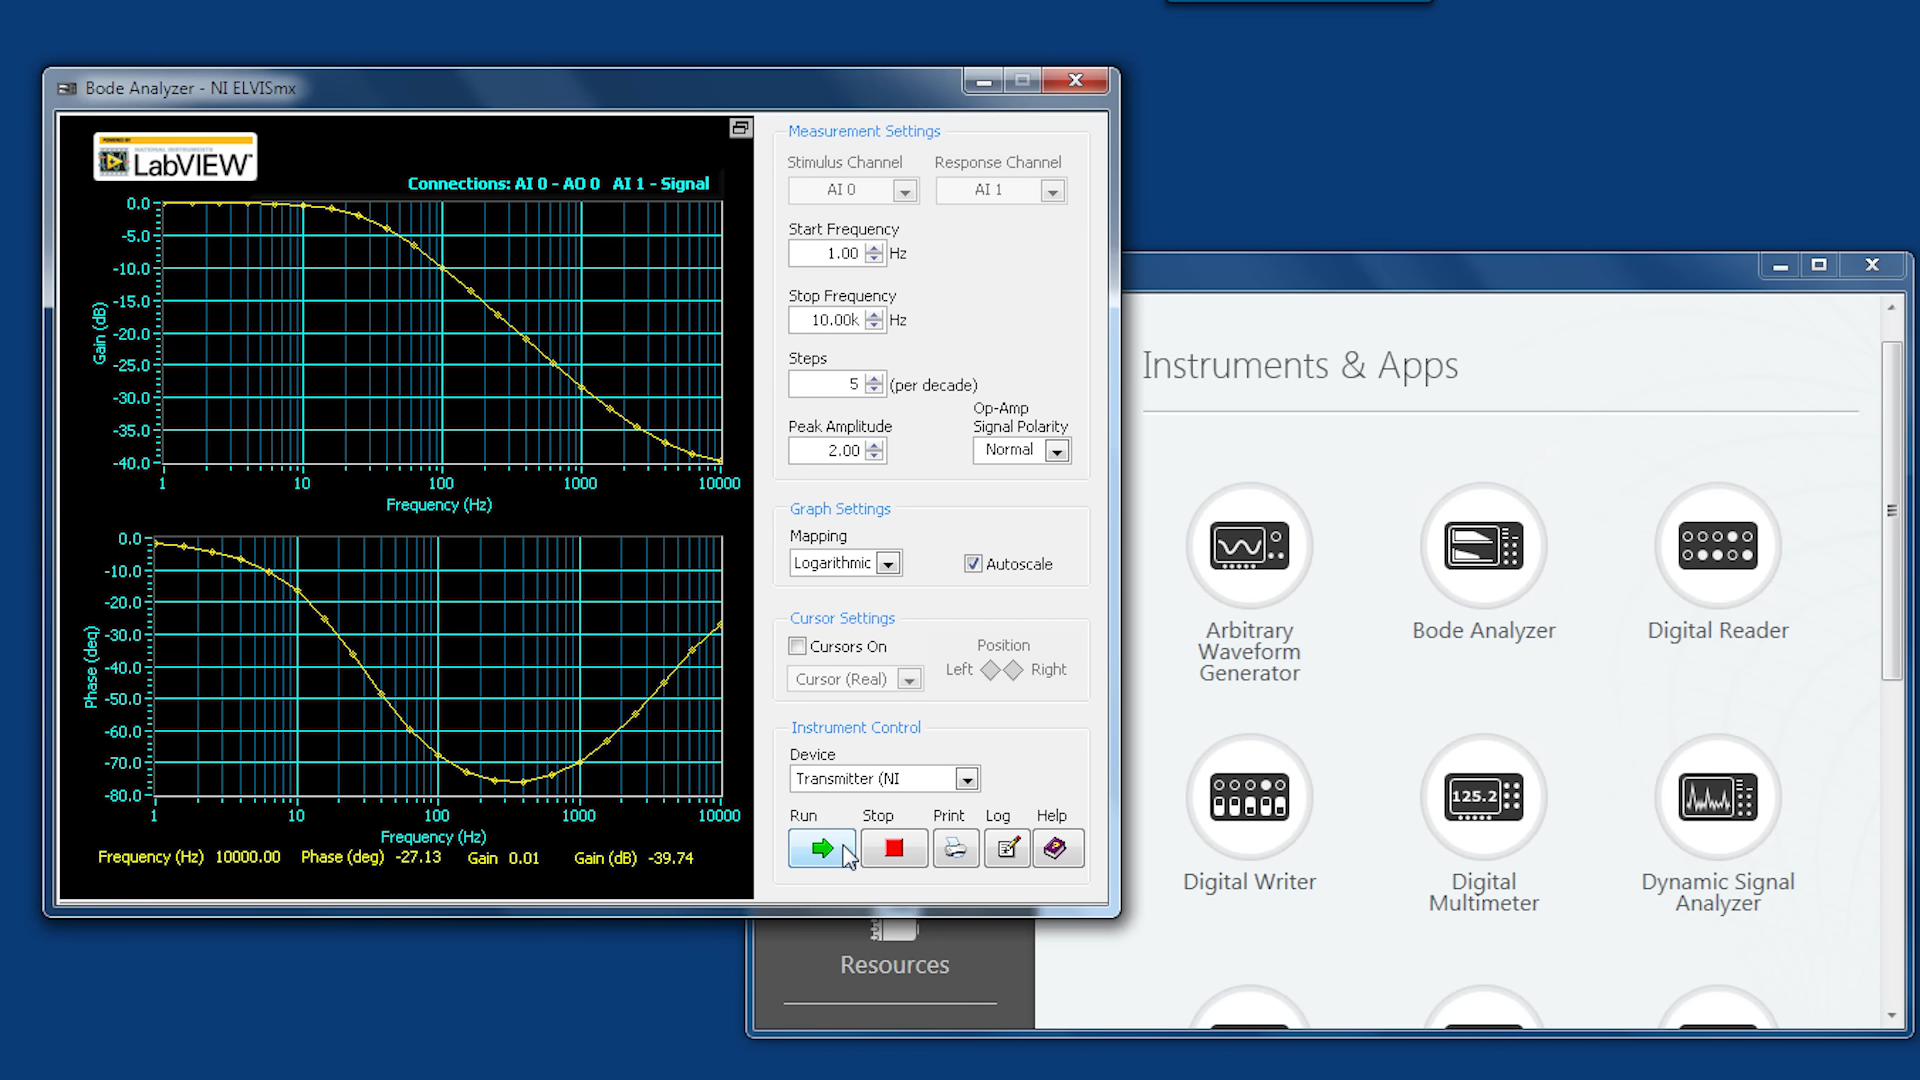 Bode Analyzer - NI ELVISmx
POWERED BY
NATIONAL INSTRUMENTS
LabVIEW™
Connections: AI 0 - AO 0 AI 1 - Signal
0.0
-5.0
-10.0
-15.0
-20.0
-25.0
-30.0
-35.0
-40.0
Gain (dB)
1 10 100 1000 10000
Frequency (Hz)
0.0
-10.0
-20.0
-30.0
-40.0
-50.0
-60.0
-70.0
-80.0
Phase (deg)
1 10 100 1000 10000
Frequency (Hz)
Frequency (Hz) 10000.00 Phase (deg) -27.13 Gain 0.01 Gain (dB) -39.74
Measurement Settings
Stimulus Channel Response Channel
AI 0 AI 1
Start Frequency
1.00 Hz
Stop Frequency
10.00k Hz
Steps
5 (per decade)
Op-Amp
Peak Amplitude Signal Polarity
2.00 Normal
Graph Settings
Mapping
Logarithmic Autoscale
Cursor Settings
Cursors On Position
Cursor (Real) Left Right
Instrument Control
Device
Transmitter (NI
Run Stop Print Log Help
Instruments & Apps
Arbitrary
Waveform
Generator
Bode Analyzer
Digital Reader
Digital Writer
125.2
Digital
Multimeter
Dynamic Signal
Analyzer
Resources